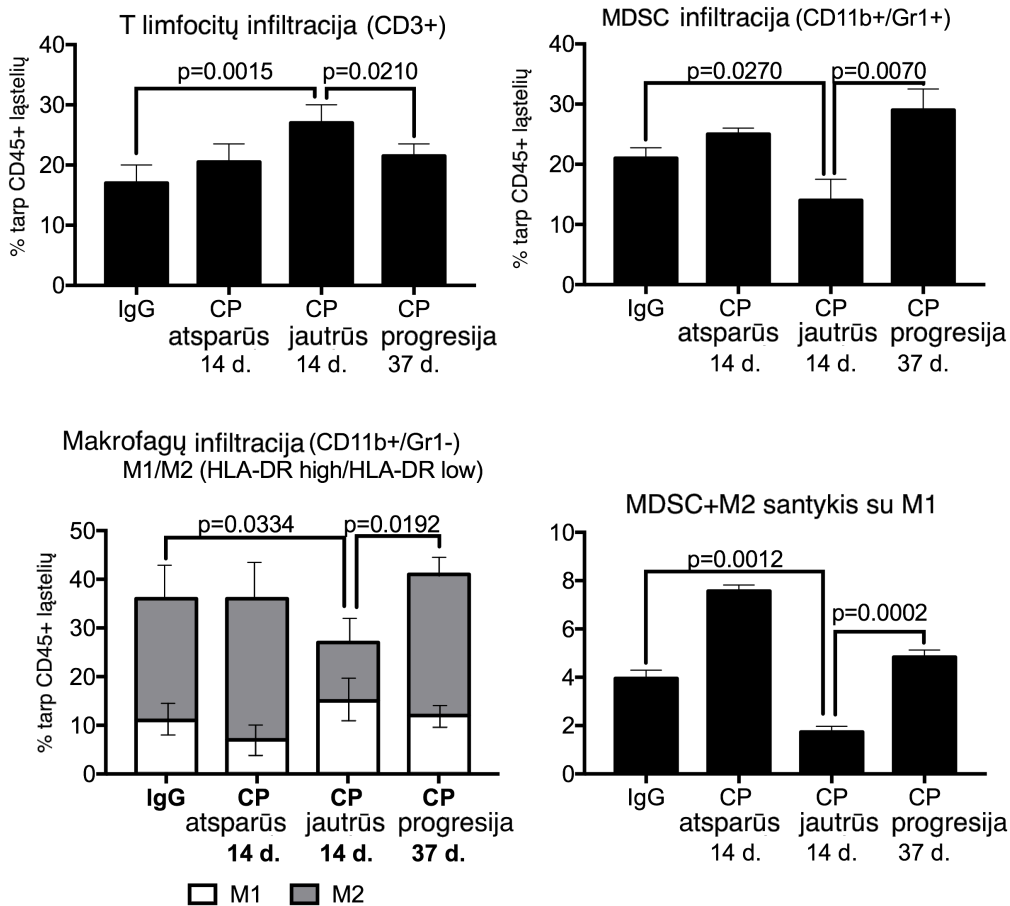 T limfocitų infiltracija (CD3+)
% tarp CD45+ ląstelių
40
30
20
10
0
p=0.0015
p=0.0210
IgG
CP
atsparūs
14 d.
CP
jautrūs
14 d.
CP
progresija
37 d.
MDSC infiltracija (CD11b+/Gr1+)
% tarp CD45+ ląstelių
40
30
20
10
0
p=0.0270
p=0.0070
IgG
CP
atsparūs
14 d.
CP
jautrūs
14 d.
CP
progresija
37 d.
Makrofagų infiltracija (CD11b+/Gr1-)
M1/M2 (HLA-DR high/HLA-DR low)
% tarp CD45+ ląstelių
50
40
30
20
10
0
p=0.0334
p=0.0192
IgG
CP
atsparūs
14 d.
CP
jautrūs
14 d.
CP
progresija
37 d.
M1
M2
MDSC+M2 santykis su M1
10
8
6
4
2
0
p=0.0012
p=0.0002
IgG
CP
atsparūs
14 d.
CP
jautrūs
14 d.
CP
progresija
37 d.